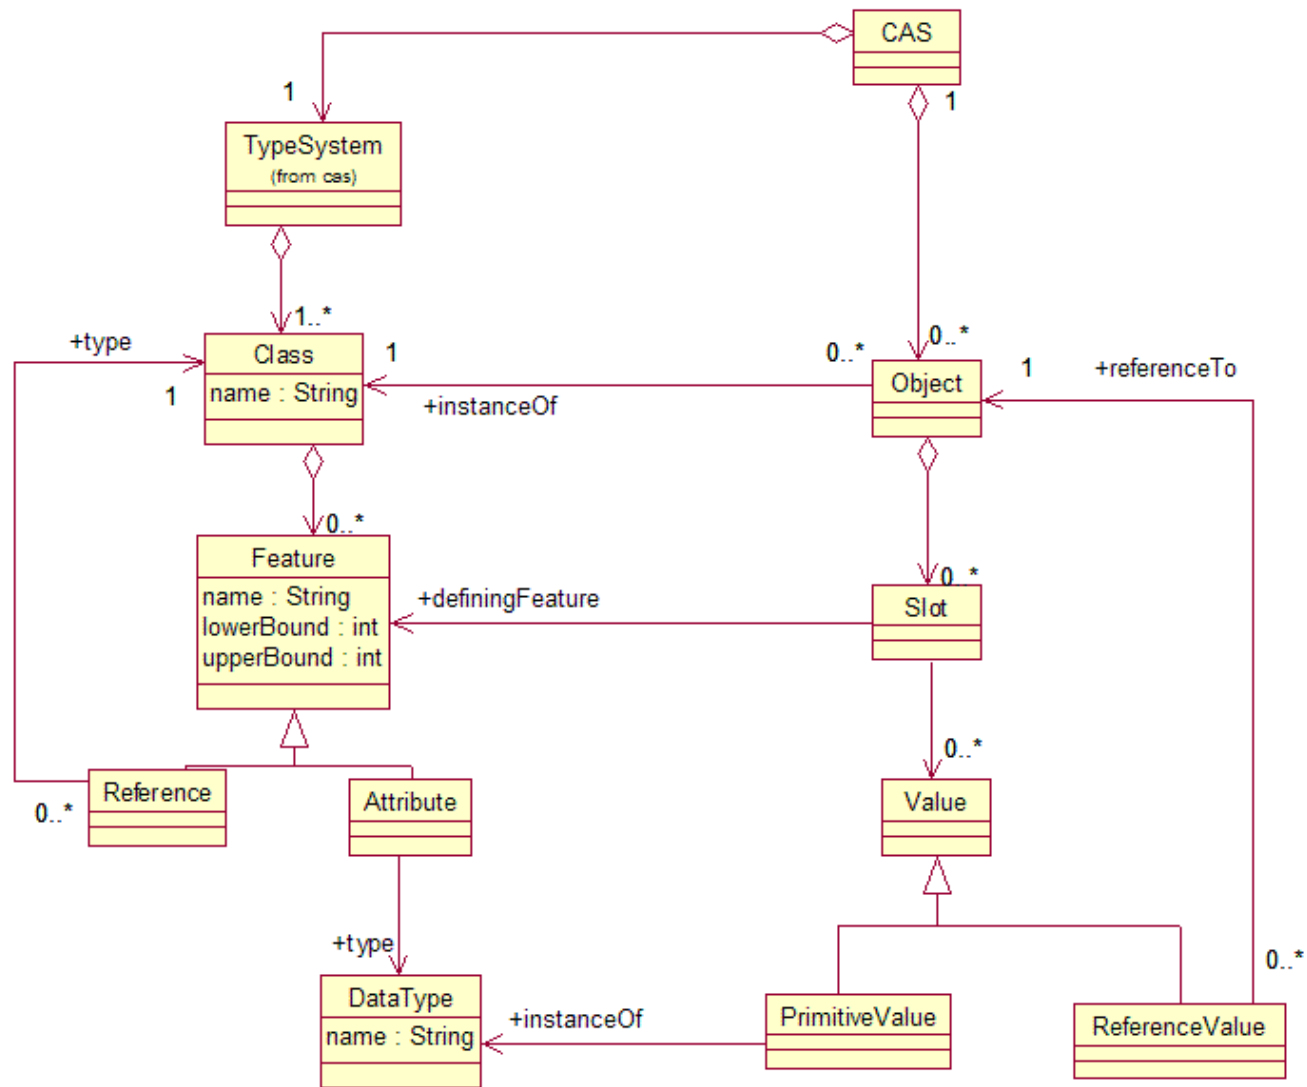 CAS
1
1
TypeSystem
(from cas)
1..*
+type
1
Class
name : String
1
+instanceOf
0..*
0..*
Object
1
+referenceTo
0..*
Feature
name : String
lowerBound : int
upperBound : int
+definingFeature
0..*
Slot
0..*
Reference
0..*
Attribute
Value
+type
0..*
DataType
name : String
+instanceOf
PrimitiveValue
ReferenceValue